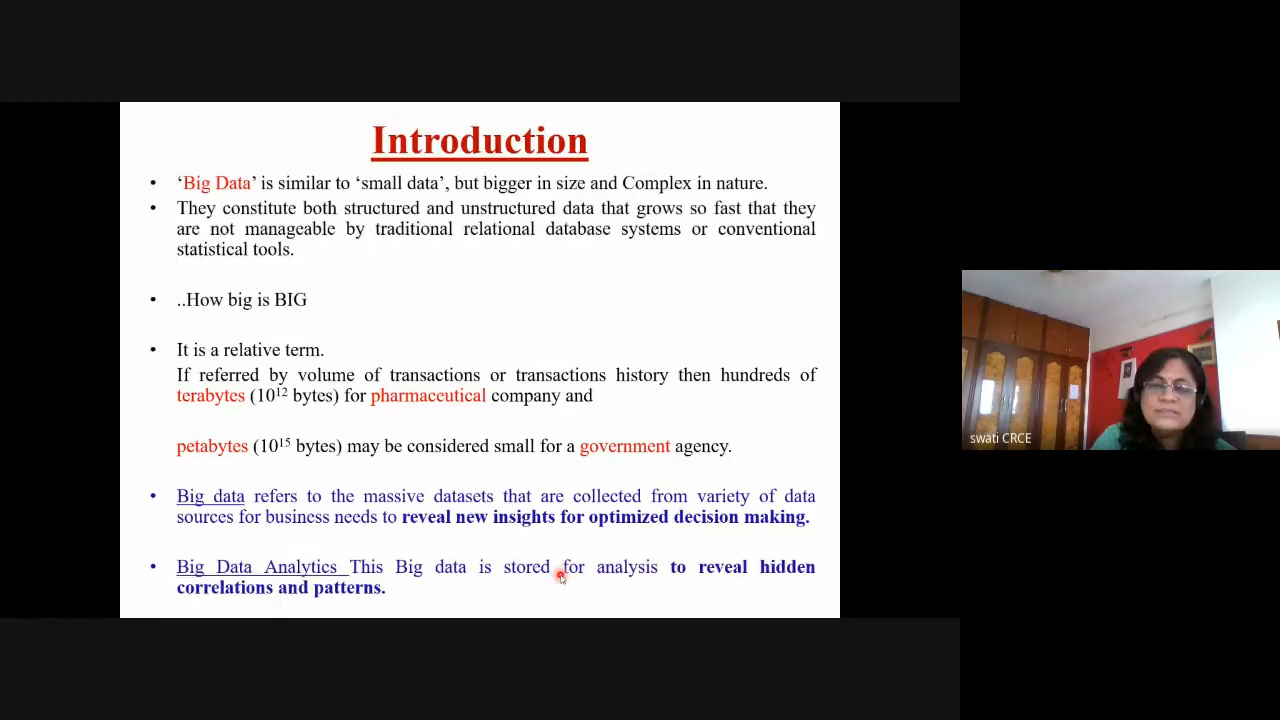 Introduction
• ‘Big Data’ is similar to ‘small data’, but bigger in size and Complex in nature.
• They constitute both structured and unstructured data that grows so fast that they
are not manageable by traditional relational database systems or conventional
statistical tools.
• ..How big is BIG
• It is a relative term.
If referred by volume of transactions or transactions history then hundreds of
terabytes (10¹² bytes) for pharmaceutical company and
petabytes (10¹⁵ bytes) may be considered small for a government agency.
• Big data refers to the massive datasets that are collected from variety of data
sources for business needs to reveal new insights for optimized decision making.
• Big Data Analytics This Big data is stored for analysis to reveal hidden
correlations and patterns.
swati CRCE